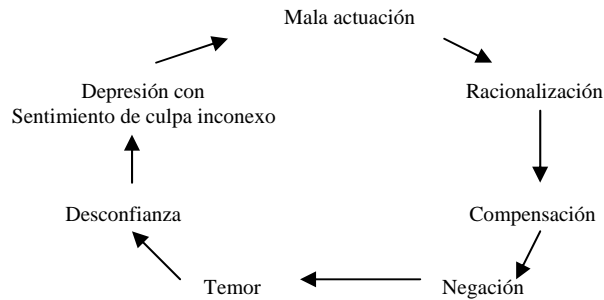 Mala actuación
Racionalización
Compensación
Negación
Temor
Desconfianza
Depresión con
Sentimiento de culpa inconexo